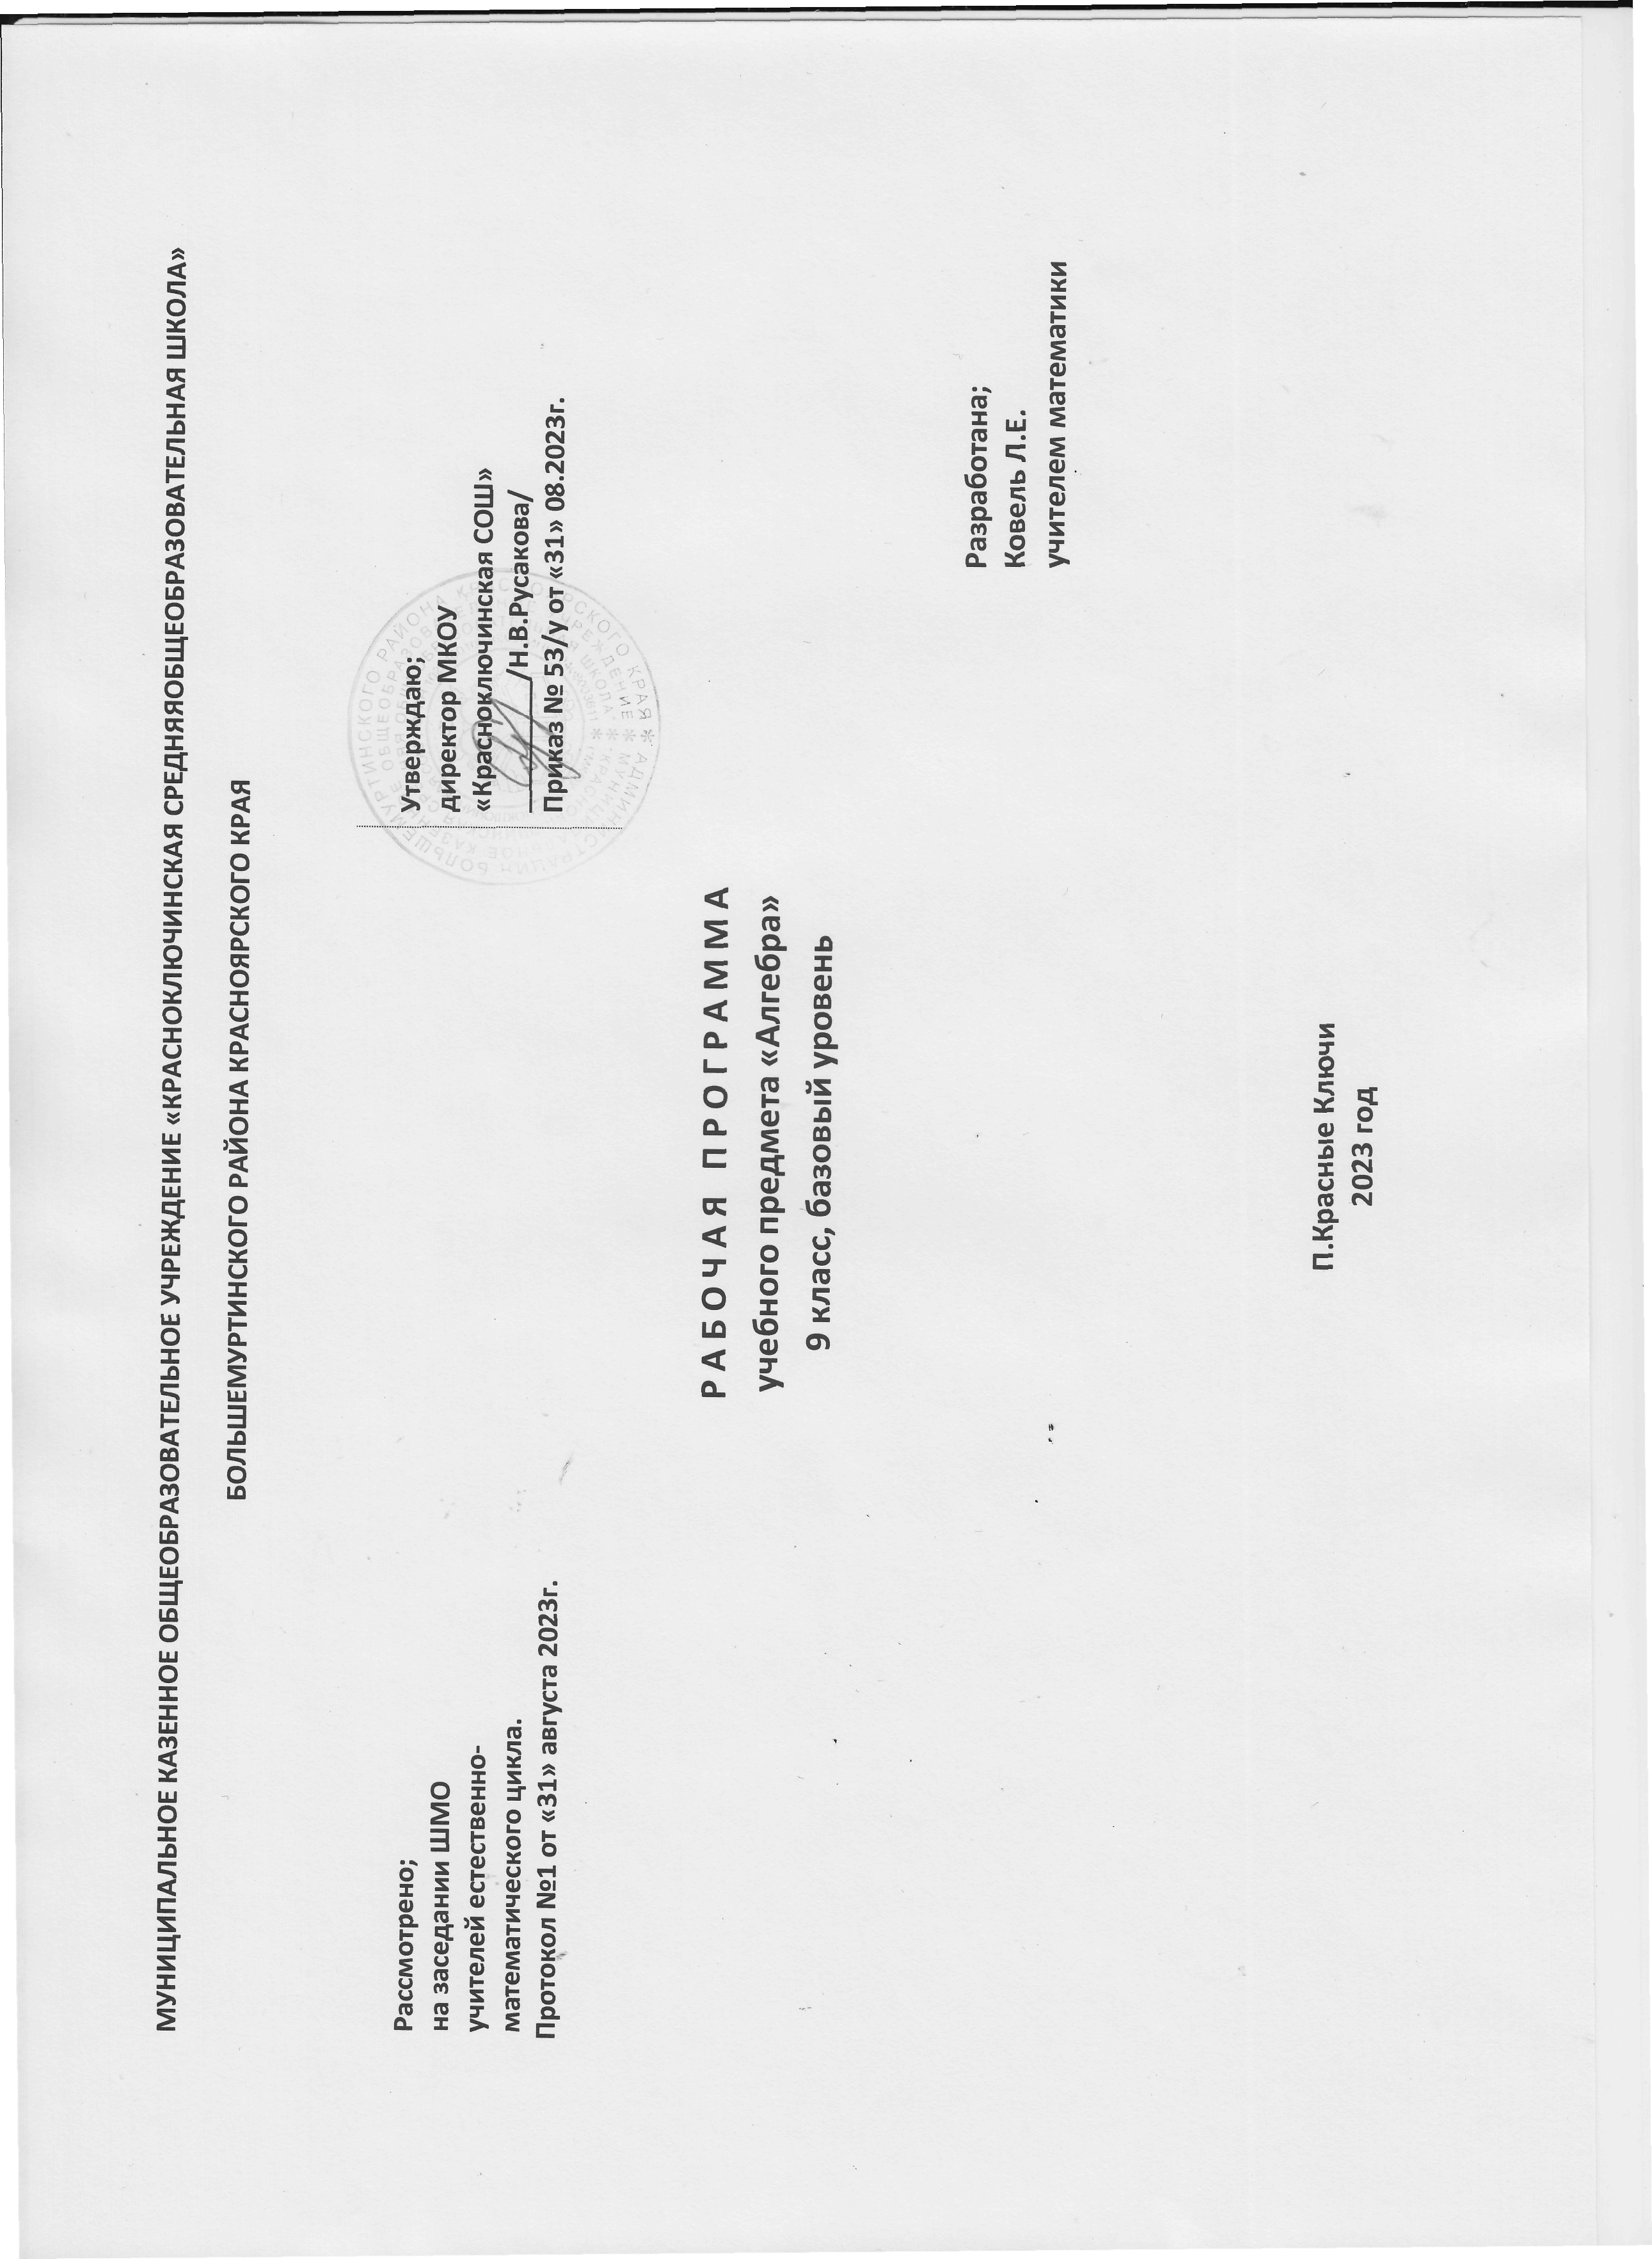 МУНИЦИПАЛЬНОЕ КАЗЕННОЕ ОБЩЕОБРАЗОВАТЕЛЬНОЕ УЧРЕЖДЕНИЕ «КРАСНОКЛЮЧИНСКАЯ СРЕДНЯЯОБЩЕОБРАЗОВАТЕЛЬНАЯ ШКОЛА»
БОЛЬШЕМУРТИНСКОГО РАЙОНА КРАСНОЯРСКОГО КРАЯ
Рассмотрено;
на заседании ШМО
учителей естественно-
математического цикла.
Протокол №1 от «31» августа 2023г.
Утверждаю;
директор МКОУ
«Красноключинская СОШ»
/Н.В.Русакова/
Приказ № 53/у от «31» 08.2023г.
РАБОЧАЯ ПРОГРАММА
учебного предмета «Алгебра»
9 класс, базовый уровень
Разработана;
Ковель Л.Е.
учителем математики
П.Красные Ключи
2023 год